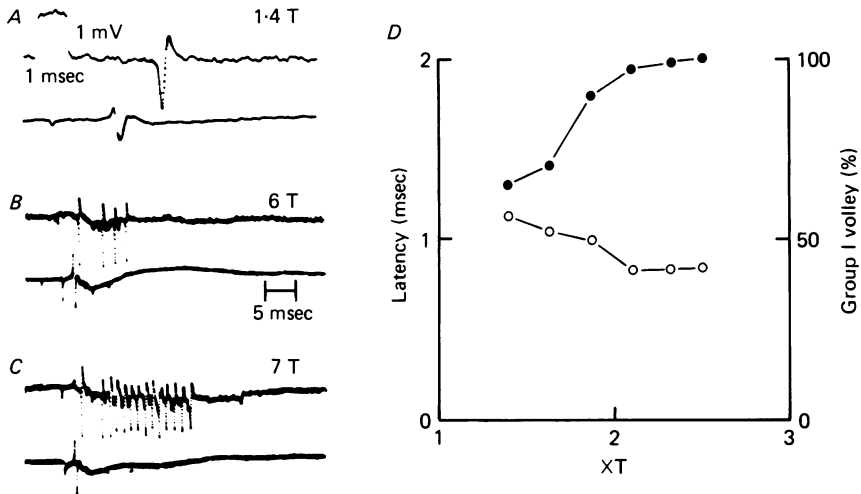 A
1·4 T
1 mV
1 msec
B
6 T
5 msec
C
7 T
D
2
1
0
Latency (msec)
100
50
0
Group I volley (%)
1
2
3
XT